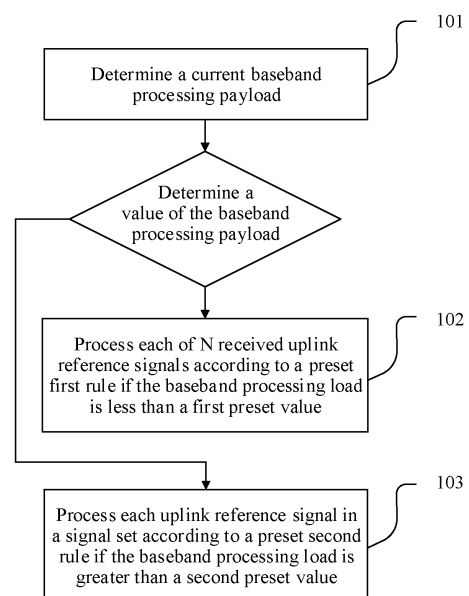 101
Determine a current baseband
processing payload
Determine a
value of the baseband
processing payload
102
Process each of N received uplink
reference signals according to a preset
first rule if the baseband processing load
is less than a first preset value
103
Process each uplink reference signal in
a signal set according to a preset second
rule if the baseband processing load is
greater than a second preset value